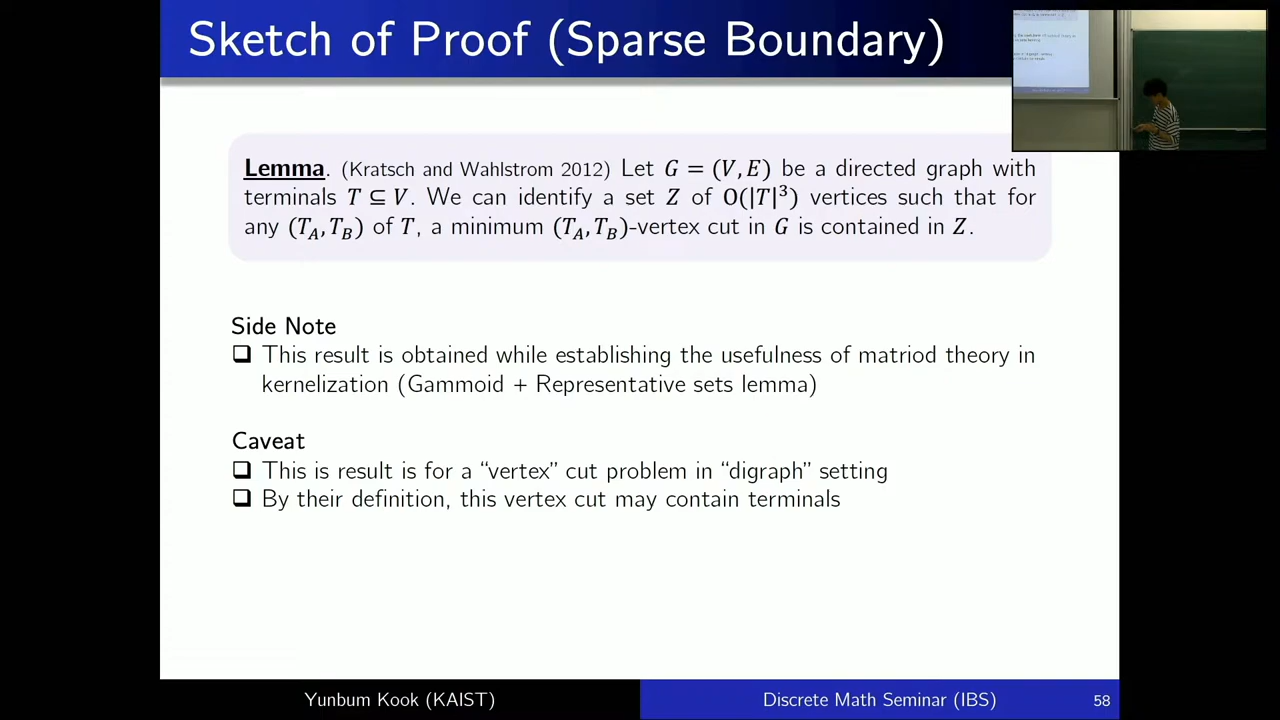 Sketch of Proof (Sparse Boundary)
Lemma. (Kratsch and Wahlstrom 2012) Let G = (V, E) be a directed graph with
terminals T ⊆ V. We can identify a set Z of O(|T|³) vertices such that for
any (T_A, T_B) of T, a minimum (T_A, T_B)-vertex cut in G is contained in Z.
Side Note
❑ This result is obtained while establishing the usefulness of matriod theory in
kernelization (Gammoid + Representative sets lemma)
Caveat
❑ This is result is for a “vertex” cut problem in “digraph” setting
❑ By their definition, this vertex cut may contain terminals
Yunbum Kook (KAIST)
Discrete Math Seminar (IBS)
58